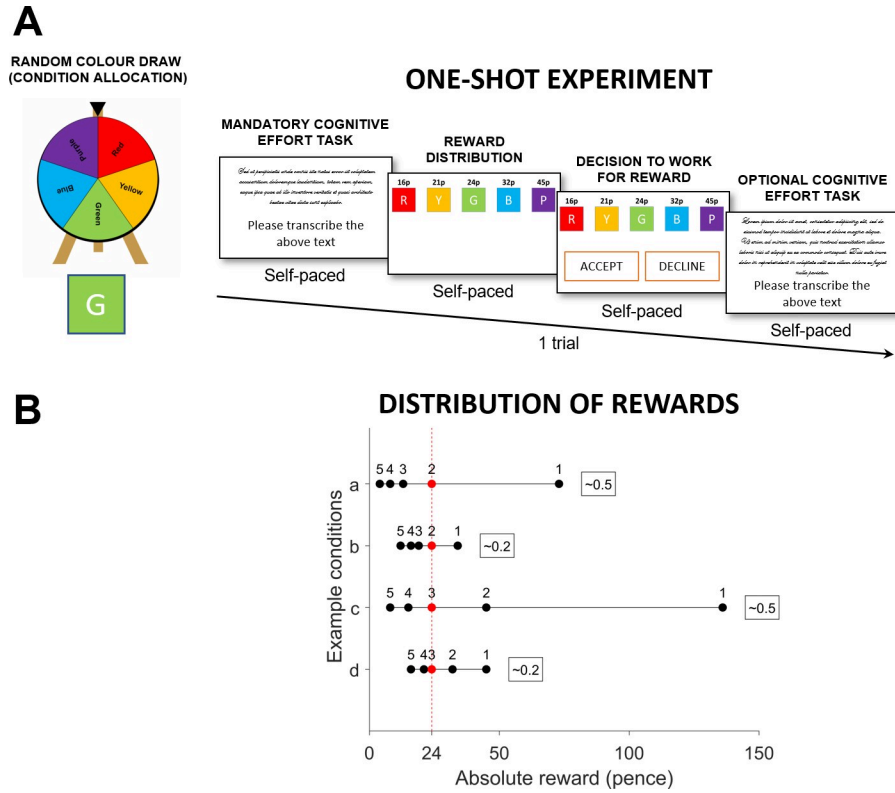 A
RANDOM COLOUR DRAW
(CONDITION ALLOCATION)
Red
Yellow
Green
Blue
Purple
G
ONE-SHOT EXPERIMENT
MANDATORY COGNITIVE
EFFORT TASK
Please transcribe the
above text
Self-paced
REWARD
DISTRIBUTION
16p 21p 24p 32p 45p
R Y G B P
Self-paced
DECISION TO WORK
FOR REWARD
16p 21p 24p 32p 45p
R Y G B P
ACCEPT DECLINE
Self-paced
OPTIONAL COGNITIVE
EFFORT TASK
Please transcribe the
above text
Self-paced
1 trial
B
DISTRIBUTION OF REWARDS
Example conditions
5 4 3 2 1
a ~0.5
5 4 3 2 1
b ~0.2
5 4 3 2 1
c ~0.5
5 4 3 2 1
d ~0.2
0 24 50 100 150
Absolute reward (pence)